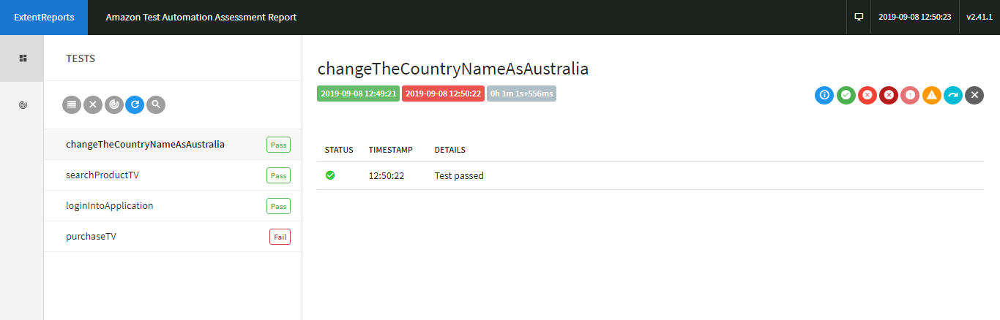 ExtentReports Amazon Test Automation Assessment Report 2019-09-08 12:50:23 v2.41.1
TESTS
changeTheCountryNameAsAustralia Pass
searchProductTV Pass
loginIntoApplication Pass
purchaseTV Fail
changeTheCountryNameAsAustralia
2019-09-08 12:49:21 2019-09-08 12:50:22 0h 1m 1s+556ms
STATUS TIMESTAMP DETAILS
12:50:22 Test passed